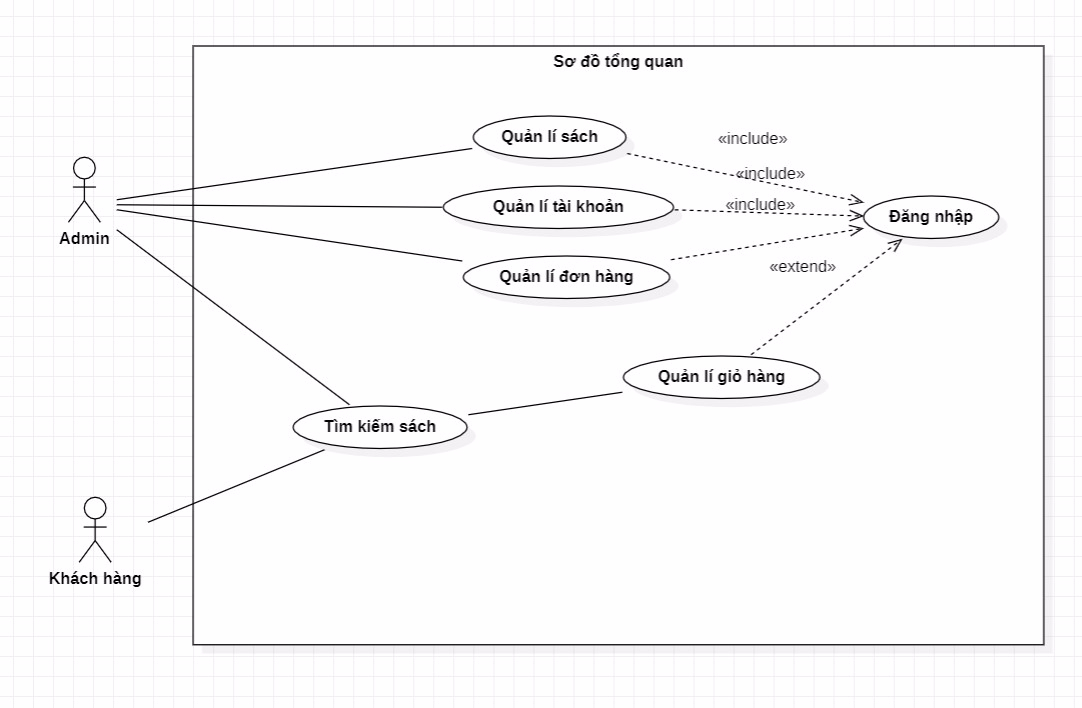 Sơ đồ tổng quan
Quản lí sách
«include»
«include»
Quản lí tài khoản
«include»
Đăng nhập
Admin
Quản lí đơn hàng
«extend»
Quản lí giỏ hàng
Tìm kiếm sách
Khách hàng